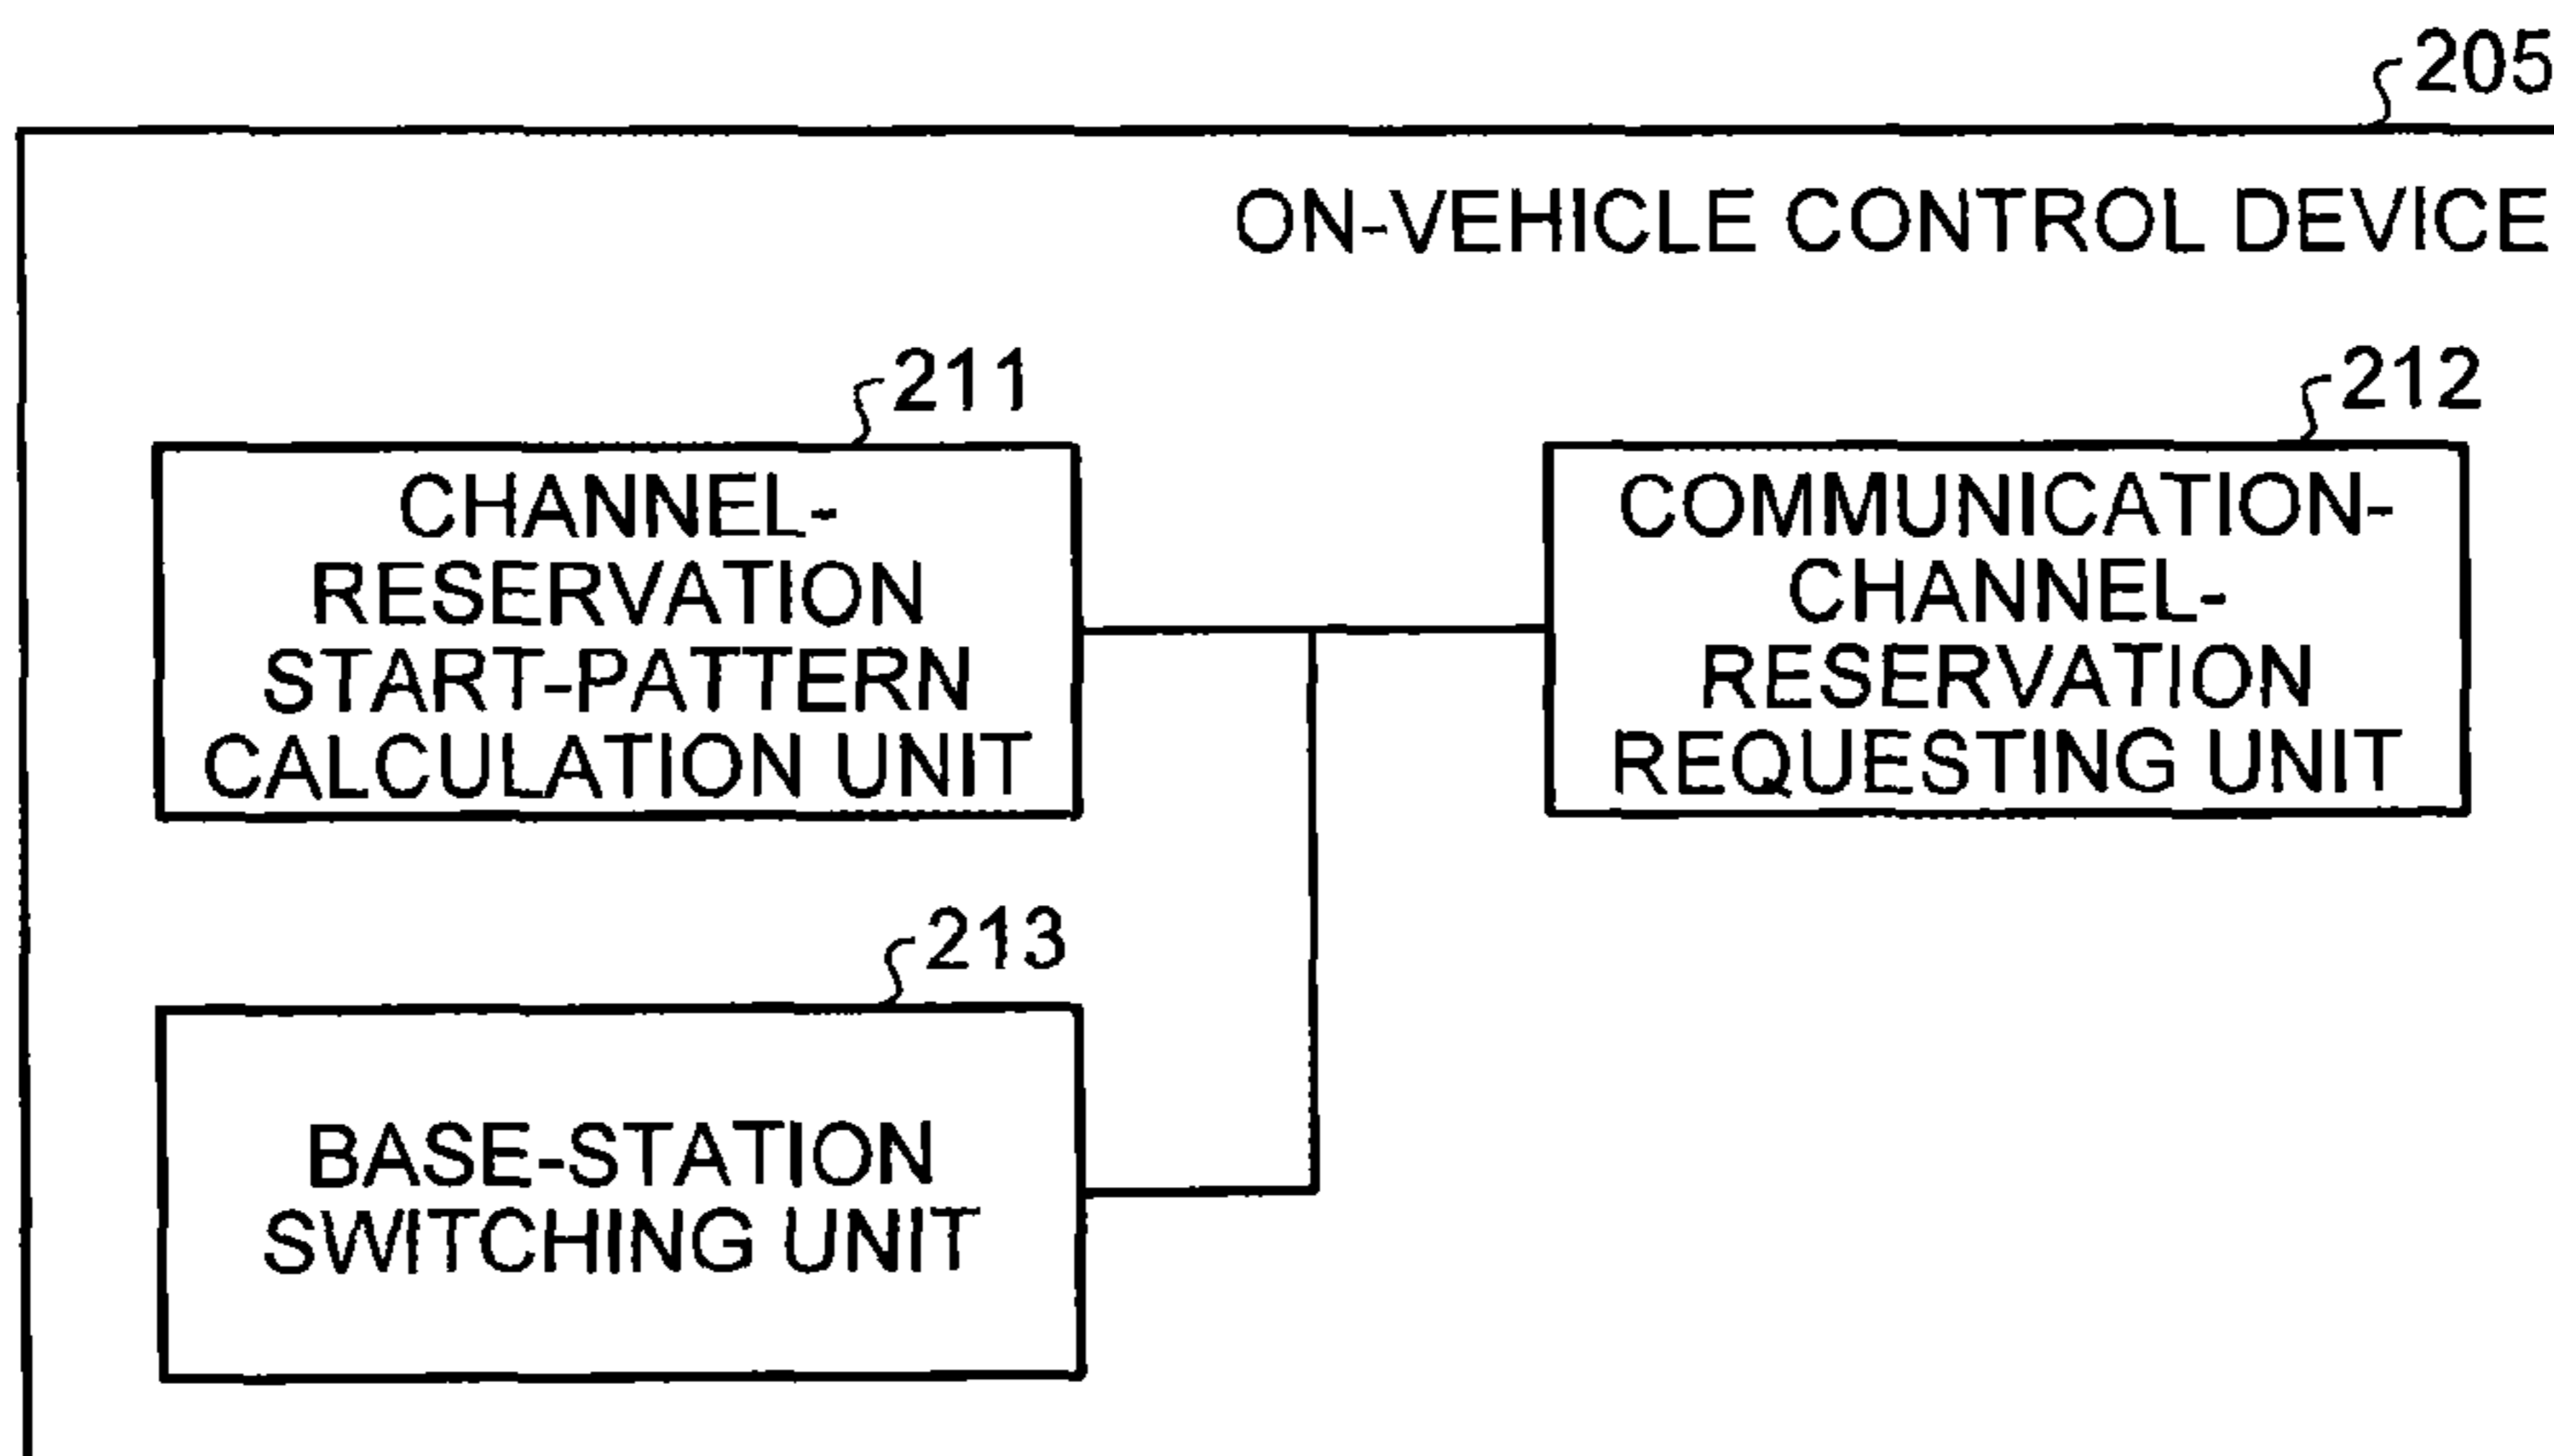 205
ON-VEHICLE CONTROL DEVICE
211
CHANNEL-
RESERVATION
START-PATTERN
CALCULATION UNIT
212
COMMUNICATION-
CHANNEL-
RESERVATION
REQUESTING UNIT
213
BASE-STATION
SWITCHING UNIT